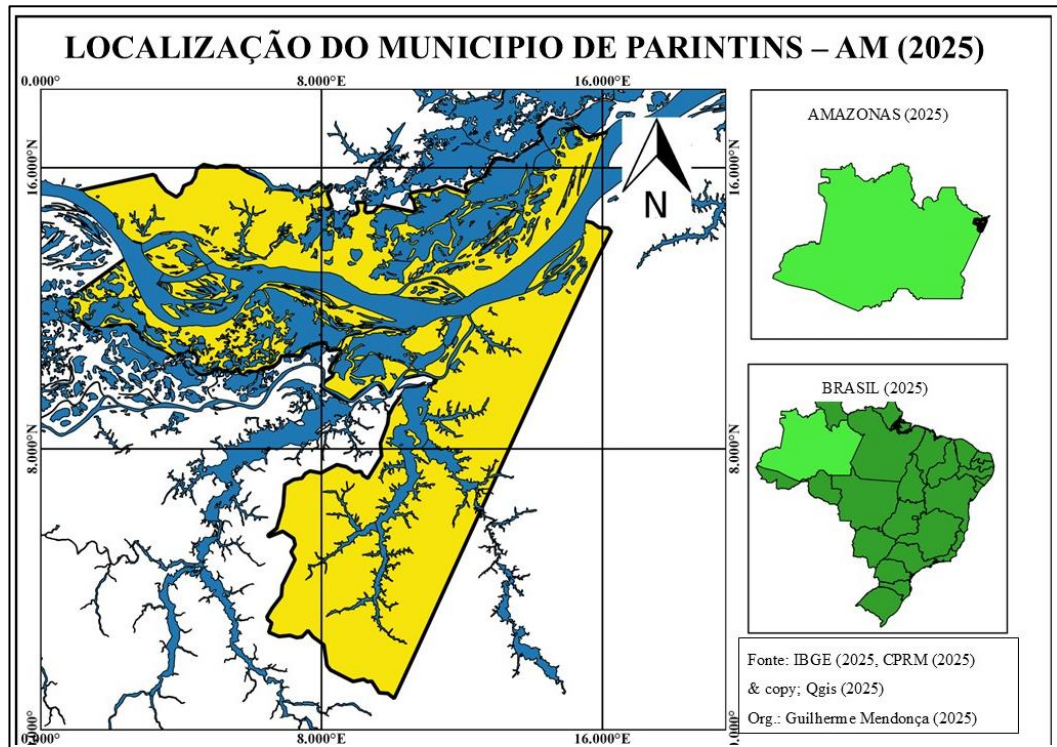 LOCALIZAÇÃO DO MUNICIPIO DE PARINTINS – AM (2025)
0.000° 8.000°E 16.000°E
16.000°N 16.000°N
N
8.000°N 8.000°N
0.000° 0.000°
0.000° 8.000°E 16.000°E
AMAZONAS (2025)
BRASIL (2025)
Fonte: IBGE (2025, CPRM (2025)
& copy; Qgis (2025)
Org.: Guilherme Mendonça (2025)